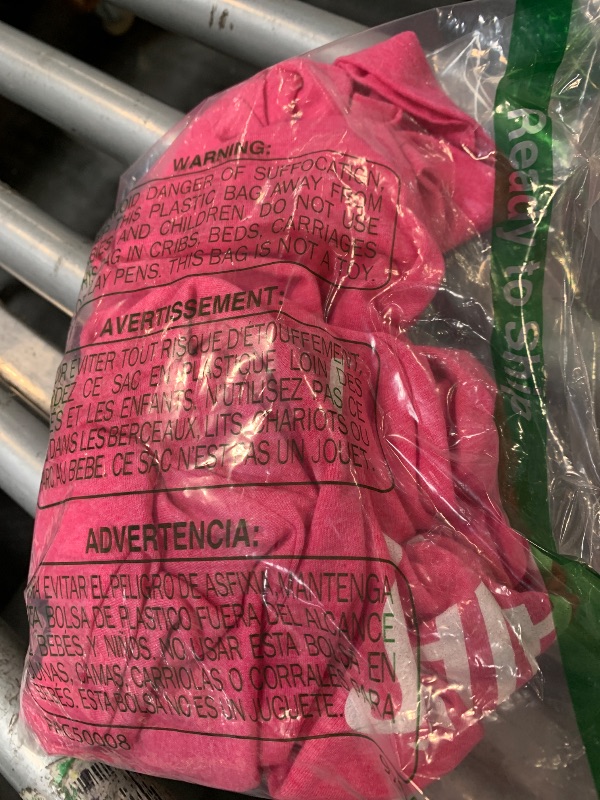 WARNING:
DANGER OF SUFFOCATION,
THIS PLASTIC BAG AWAY FROM
AND CHILDREN. DO NOT USE
IN CRIBS, BEDS, CARRIAGES
PENS. THIS BAG IS NOT A TOY.
AVERTISSEMENT:
EVITER TOUT RISQUE D'ÉTOUFFEMENT,
CE SAC EN PLASTIQUE LOIN DES
ET LES ENFANTS. N'UTILISEZ PAS CE
DANS LES BERCEAUX, LITS, CHARIOTS OU
BEBE. CE SAC N'EST PAS UN JOUET.
ADVERTENCIA:
EVITAR EL PELIGRO DE ASFIXIA MANTENGA
BOLSA DE PLASTICO FUERA DEL ALCANCE
BEBES Y NINOS. NO USAR ESTA BOLSA EN
CAMAS, CARRIOLAS O CORRALES PARA
ESTA BOLSA NO ES UN JUGUETE.
Ready to Ship